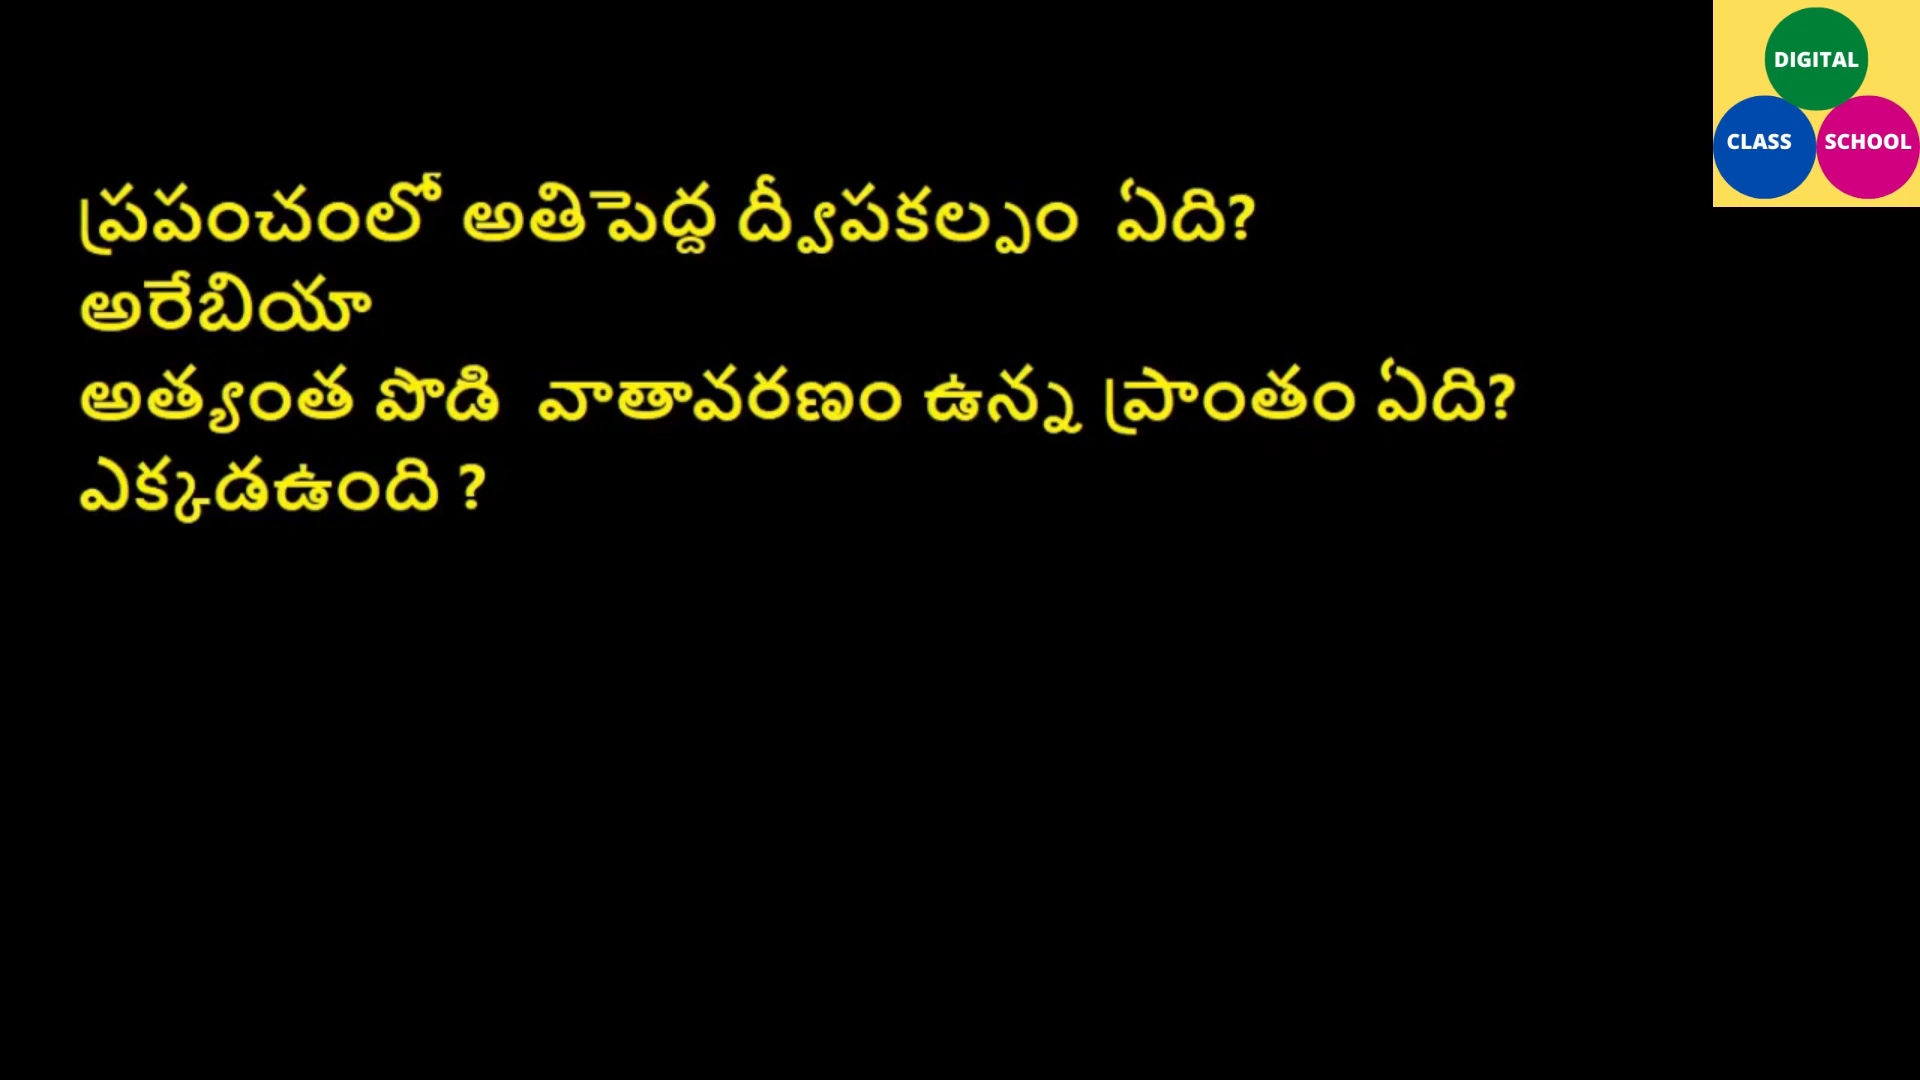 ప్రపంచంలో అతిపెద్ద ద్వీపకల్పం ఏది?
అరేబియా
అత్యంత పొడి వాతావరణం ఉన్న ప్రాంతం ఏది?
ఎక్కడఉంది ?
DIGITAL
CLASS SCHOOL